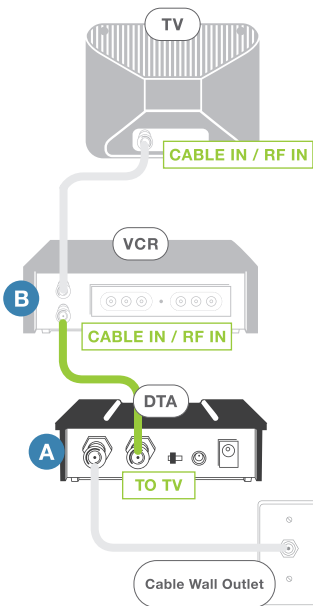 TV
CABLE IN / RF IN
VCR
B
CABLE IN / RF IN
DTA
A
TO TV
Cable Wall Outlet